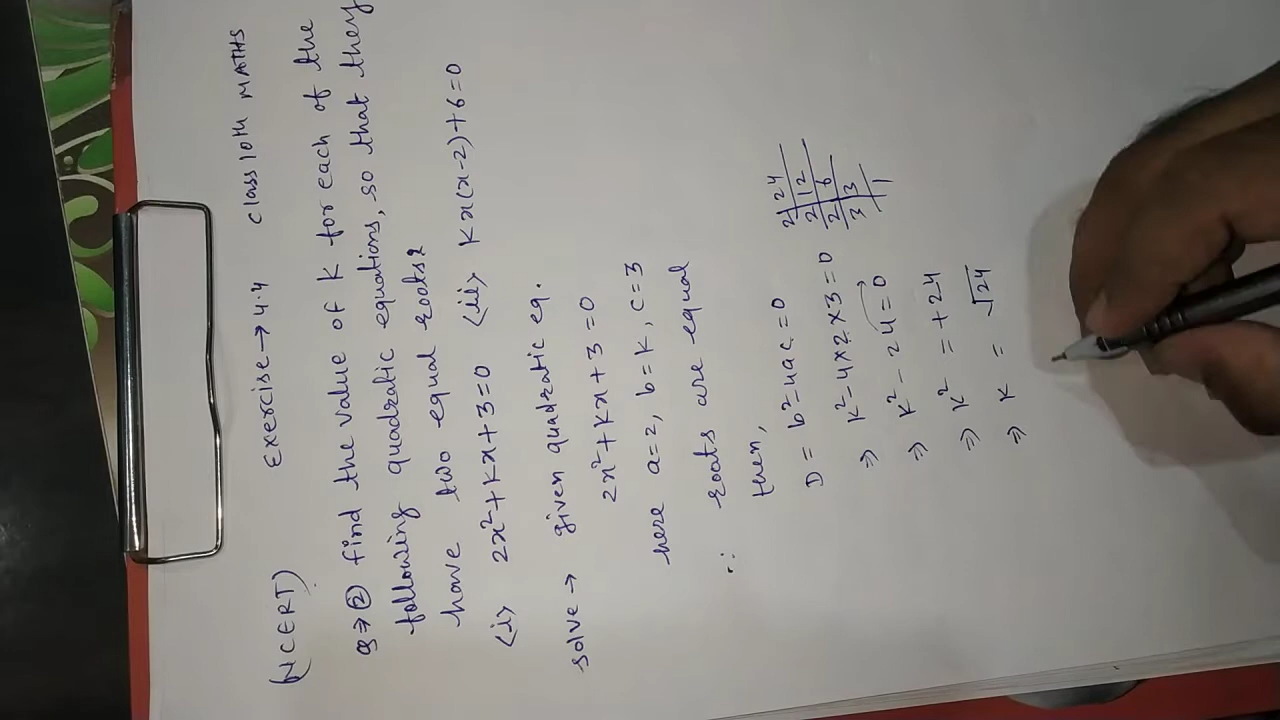 (NCERT) Exercise → 4.4 class 10th MATHS
Q ⇒ ② find the value of K for each of the
following quadratic equations, so that they
have two equal roots?
<i> 2x²+Kx+3=0 <ii> Kx(x-2)+6=0
solve → given quadratic eq.
2x²+Kx+3=0
here a=2, b=K, c=3
∴ roots are equal
then,
D = b²-4ac=0
⇒ K²-4×2×3=0
⇒ K² - 24=0
⇒ K² = +24
⇒ K = √24
2 24
2 12
2 6
3 3
1